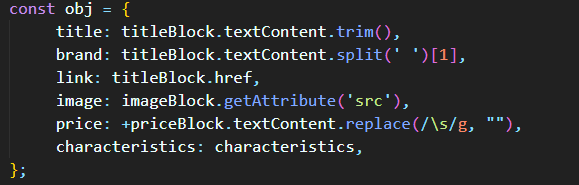 const obj = {
    title: titleBlock.textContent.trim(),
    brand: titleBlock.textContent.split(' ')[1],
    link: titleBlock.href,
    image: imageBlock.getAttribute('src'),
    price: +priceBlock.textContent.replace(/\s/g, ""),
    characteristics: characteristics,
};